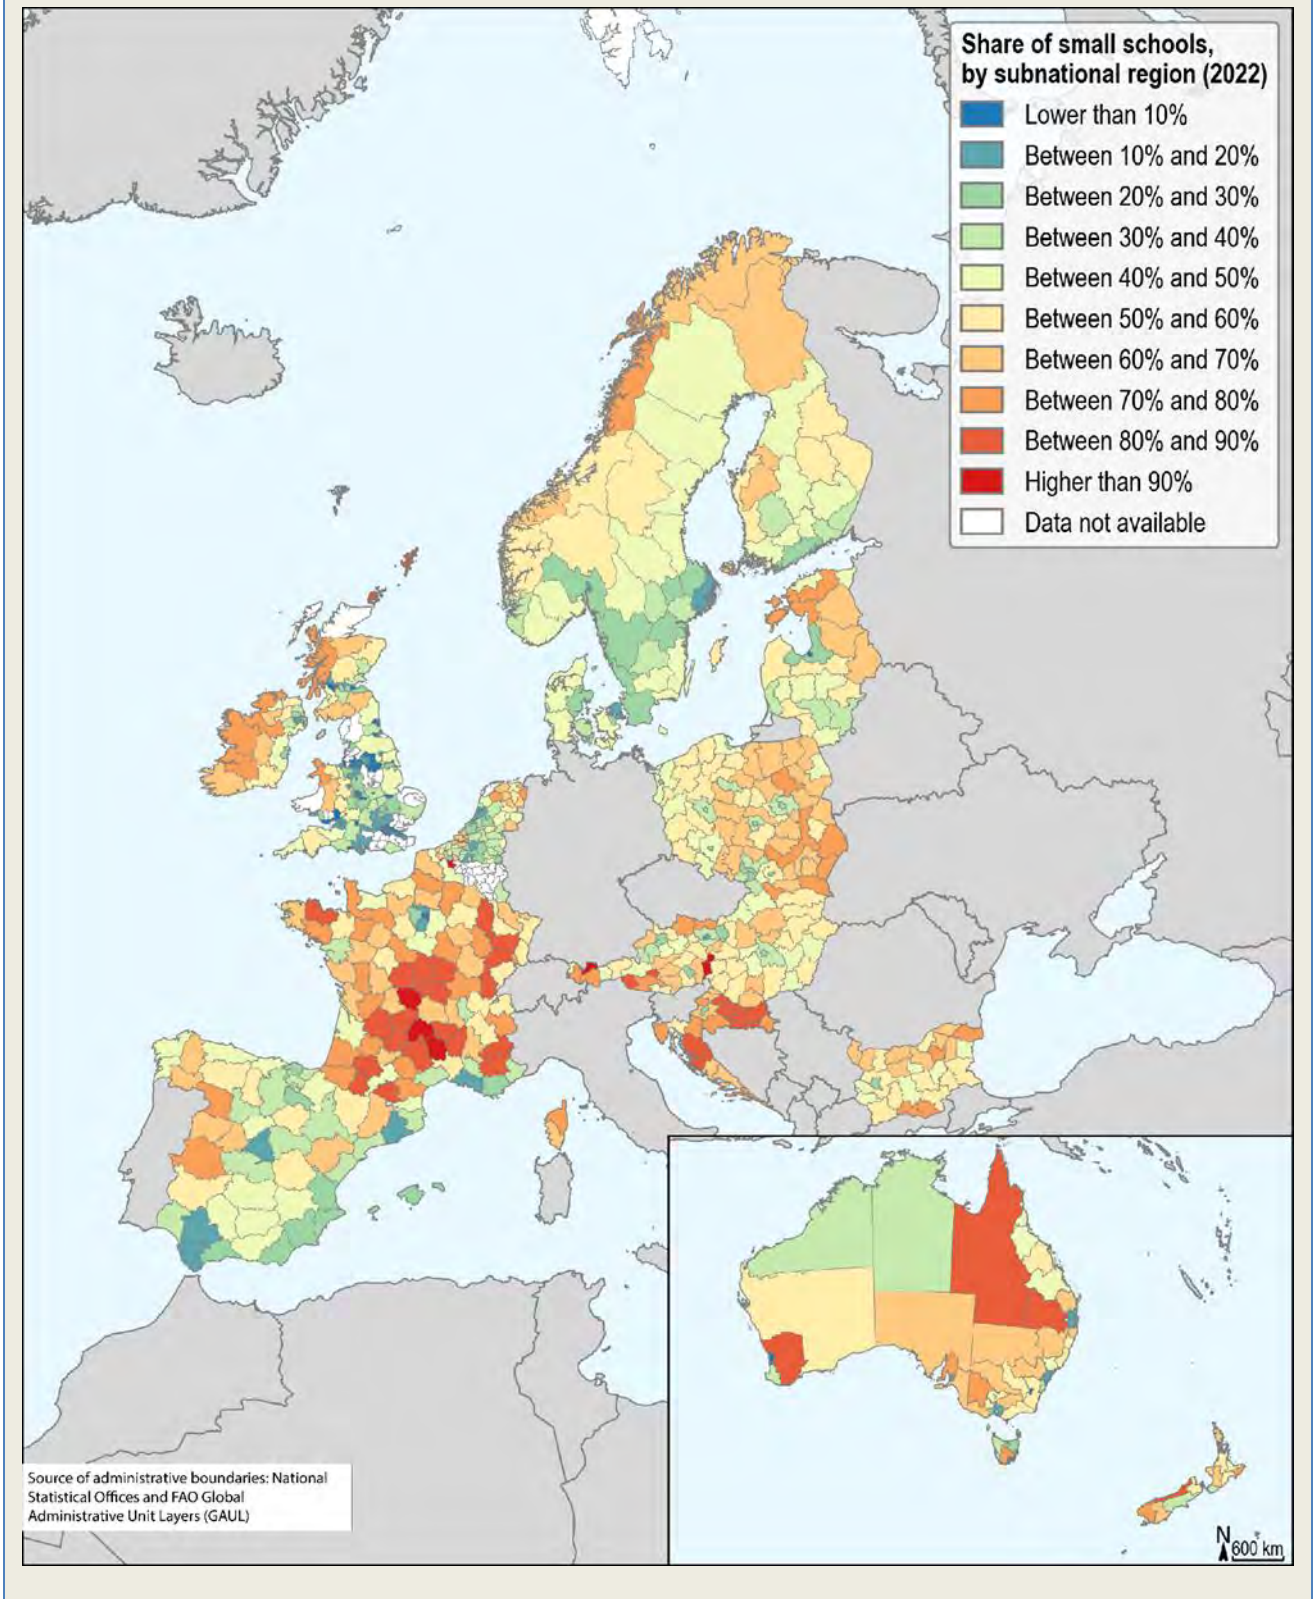 Share of small schools,
by subnational region (2022)
Lower than 10%
Between 10% and 20%
Between 20% and 30%
Between 30% and 40%
Between 40% and 50%
Between 50% and 60%
Between 60% and 70%
Between 70% and 80%
Between 80% and 90%
Higher than 90%
Data not available
Source of administrative boundaries: National
Statistical Offices and FAO Global
Administrative Unit Layers (GAUL)
N
600 km